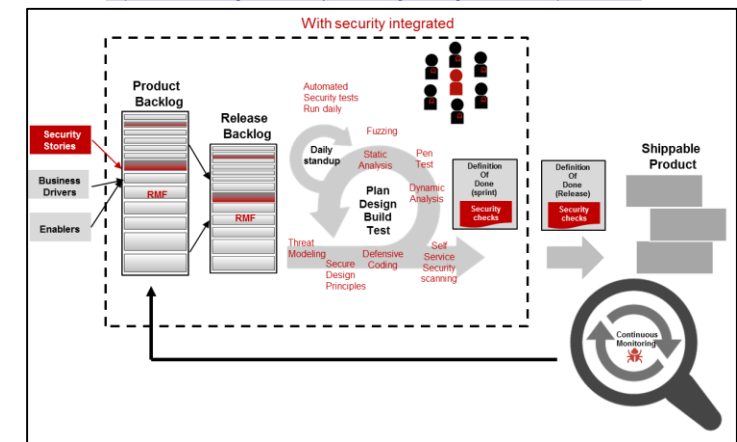 With security integrated
Product
Backlog
Release
Backlog
Security
Stories
Business
Drivers
Enablers
RMF
RMF
Automated
Security tests
Run daily
Daily
standup
Fuzzing
Static
Analysis
Pen
Test
Dynamic
Analysis
Plan
Design
Build
Test
Threat
Modeling
Secure
Design
Principles
Defensive
Coding
Self
Service
Security
scanning
Definition
Of
Done
(sprint)
Security
checks
Definition
Of
Done
(Release)
Security
checks
Shippable
Product
Continuous
Monitoring